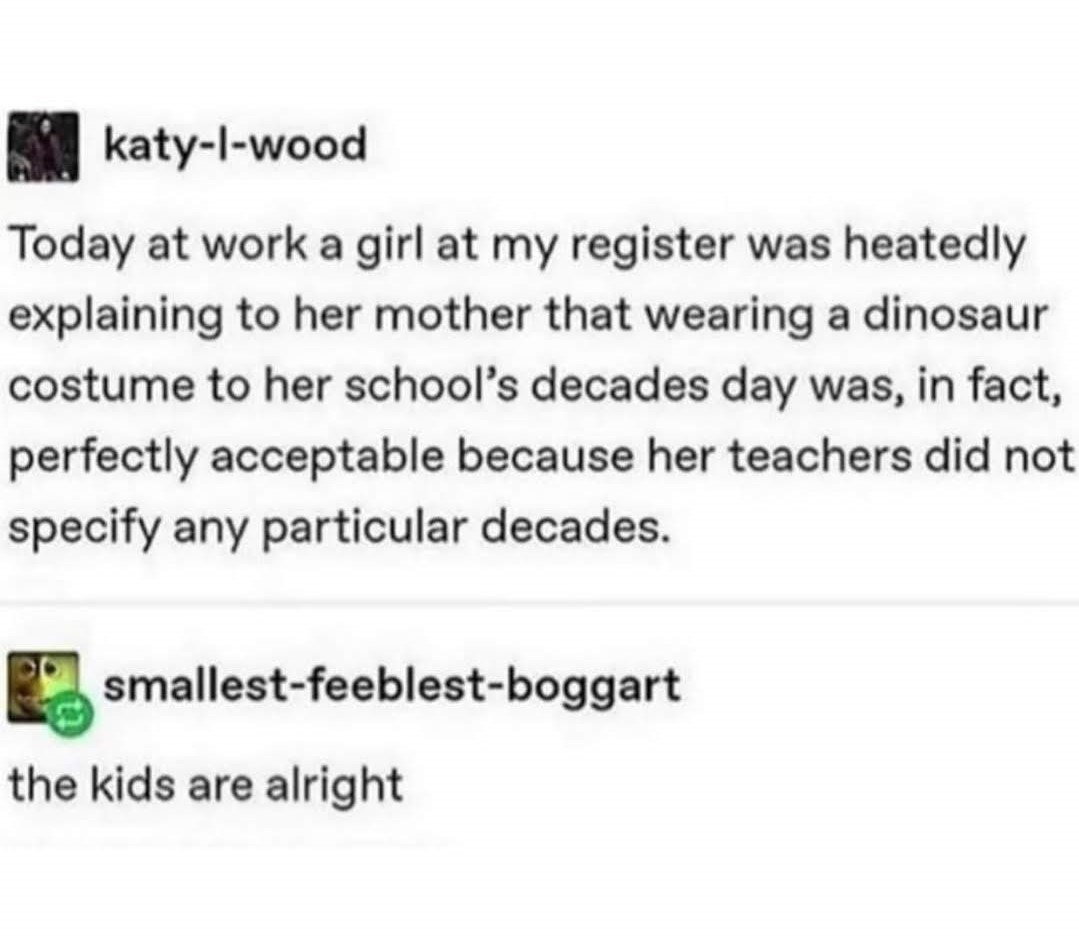 katy-l-wood
Today at work a girl at my register was heatedly
explaining to her mother that wearing a dinosaur
costume to her school's decades day was, in fact,
perfectly acceptable because her teachers did not
specify any particular decades.
smallest-feeblest-boggart
the kids are alright